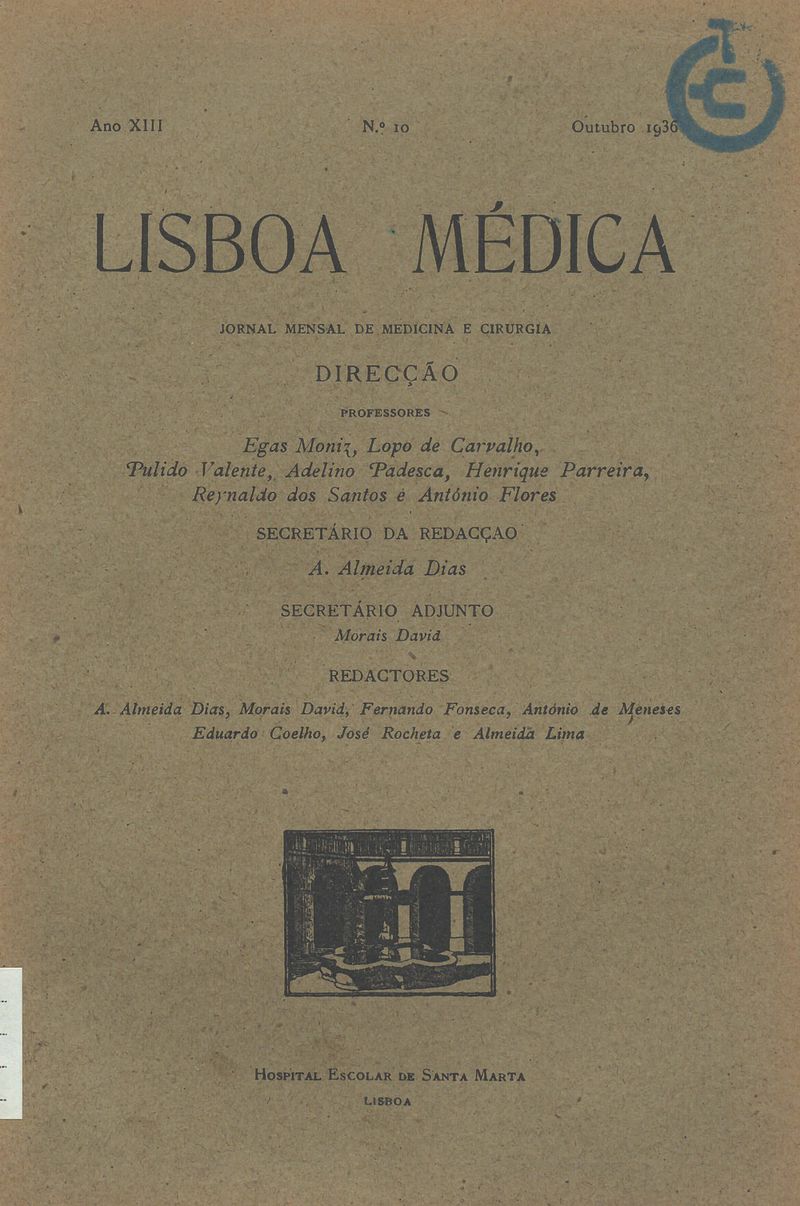 Ano XIII N.º 10 Outubro 1936
LISBOA MÉDICA
JORNAL MENSAL DE MEDICINA E CIRURGIA
DIRECÇÃO
PROFESSORES
Egas Moniz, Lopo de Carvalho,
Pulido Valente, Adelino Padesca, Henrique Parreira,
Reynaldo dos Santos e António Flores
SECRETÁRIO DA REDACÇAO
A. Almeida Dias
SECRETÁRIO ADJUNTO
Morais David
REDACTORES
A. Almeida Dias, Morais David, Fernando Fonseca, António de Meneses
Eduardo Coelho, José Rocheta e Almeida Lima
HOSPITAL ESCOLAR DE SANTA MARTA
LISBOA